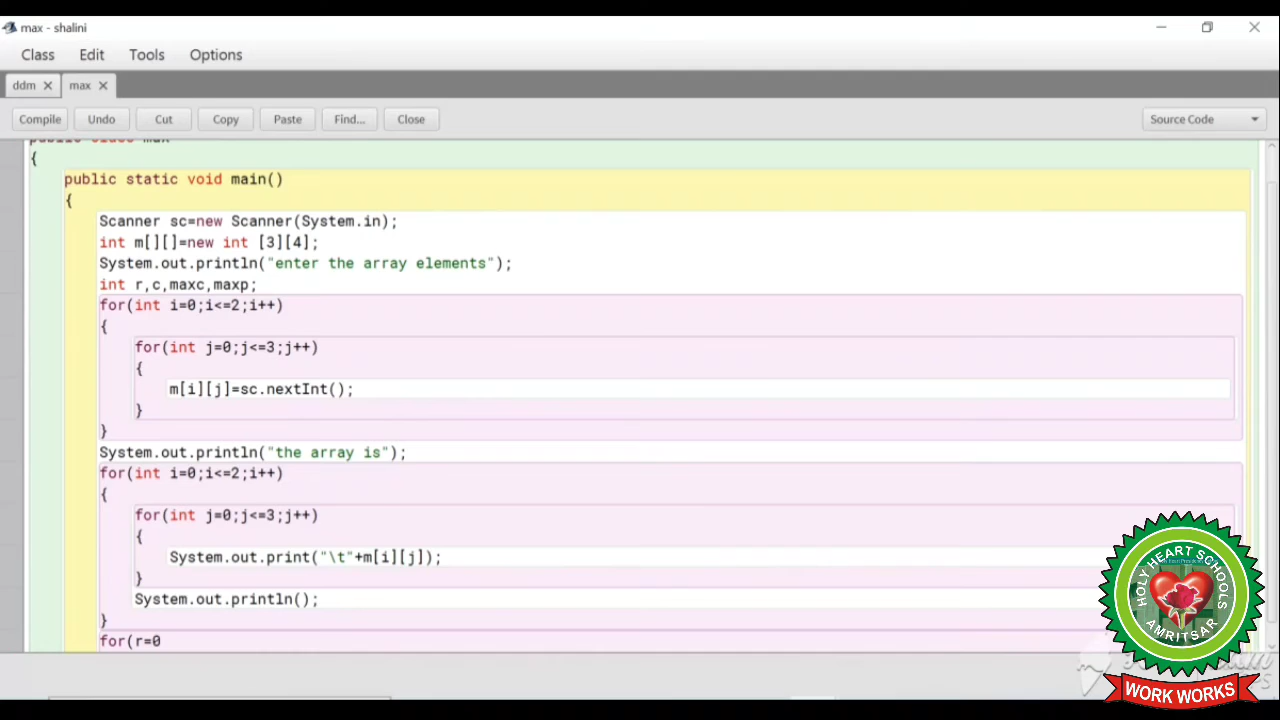 max - shalini
Class Edit Tools Options
ddm max
Compile Undo Cut Copy Paste Find... Close Source Code
public class max
{
public static void main()
{
Scanner sc=new Scanner(System.in);
int m[][]=new int [3][4];
System.out.println("enter the array elements");
int r,c,maxc,maxp;
for(int i=0;i<=2;i++)
{
for(int j=0;j<=3;j++)
{
m[i][j]=sc.nextInt();
}
}
System.out.println("the array is");
for(int i=0;i<=2;i++)
{
for(int j=0;j<=3;j++)
{
System.out.print("\t"+m[i][j]);
}
System.out.println();
}
for(r=0
HOLY HEART SCHOOLS
AMRITSAR
WORK WORKS